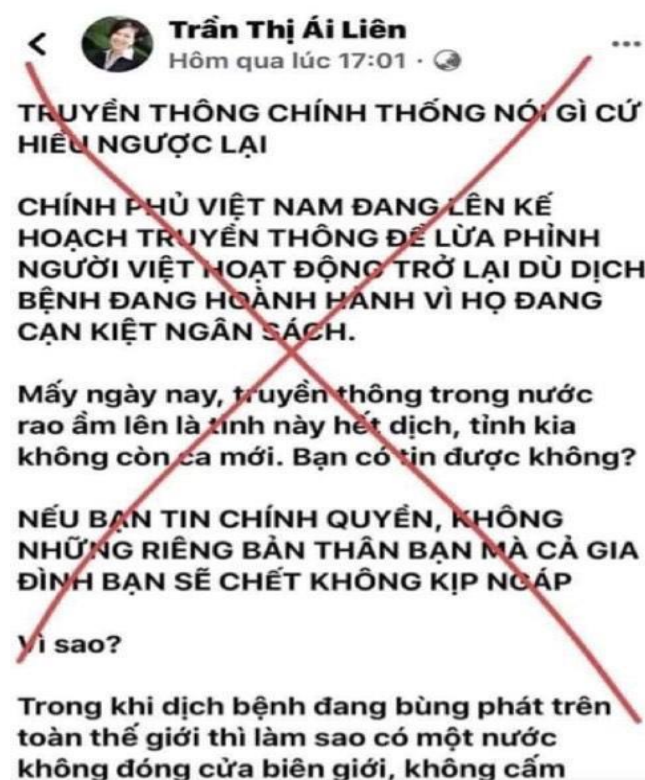 Trần Thị Ái Liên
Hôm qua lúc 17:01 ·
TRUYỀN THÔNG CHÍNH THỐNG NÓI GÌ CỨ
HIỂU NGƯỢC LẠI
CHÍNH PHỦ VIỆT NAM ĐANG LÊN KẾ
HOẠCH TRUYỀN THÔNG ĐỂ LỪA PHỈNH
NGƯỜI VIỆT HOẠT ĐỘNG TRỞ LẠI DÙ DỊCH
BỆNH ĐANG HOÀNH HÀNH VÌ HỌ ĐANG
CẠN KIỆT NGÂN SÁCH.
Mấy ngày nay, truyền thông trong nước
rao ầm lên là tỉnh này hết dịch, tỉnh kia
không còn ca mới. Bạn có tin được không?
NẾU BẠN TIN CHÍNH QUYỀN, KHÔNG
NHỮNG RIÊNG BẢN THÂN BẠN MÀ CẢ GIA
ĐÌNH BẠN SẼ CHẾT KHÔNG KỊP NGÁP
Vì sao?
Trong khi dịch bệnh đang bùng phát trên
toàn thế giới thì làm sao có một nước
không đóng cửa biên giới, không cấm